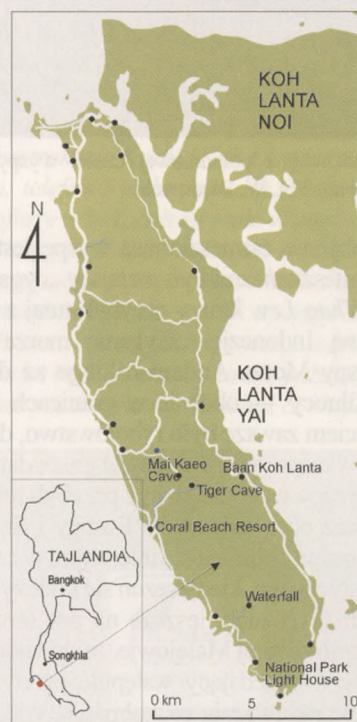 KOH
LANTA
NOI
N
KOH
LANTA
YAI
Mai Kaeo
Cave
Baan Koh Lanta
Tiger Cave
Coral Beach Resort
TAJLANDIA
Bangkok
Waterfall
Songkhla
National Park
Light House
0 km
5
10